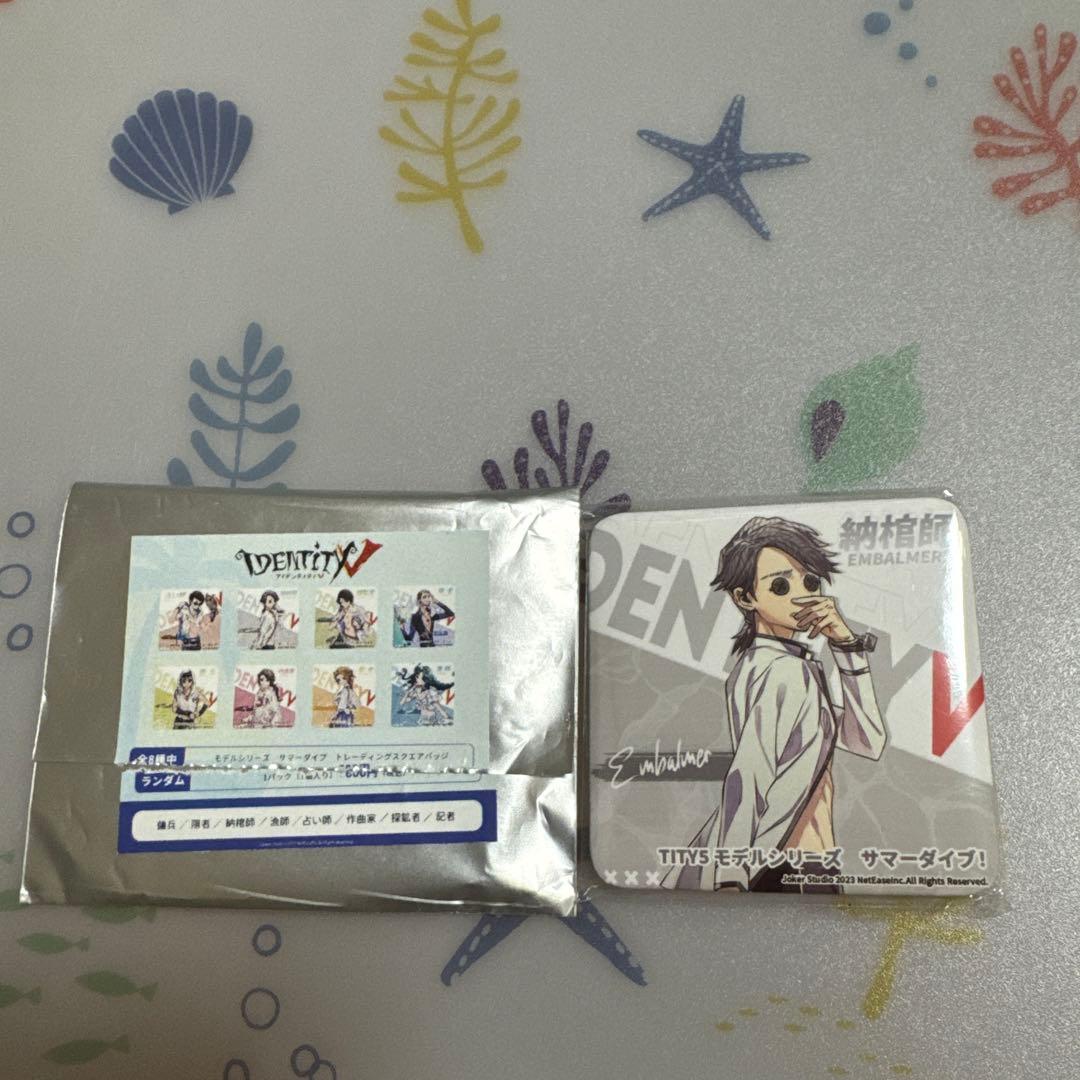 IDENTITY V
アイデンティティV
全8種中
ランダム
モデルシリーズ サマーダイブ トレーディングスクエアバッジ
傭兵／隠者／納棺師／漁師／占い師／作曲家／探鉱者／記者
納棺師
EMBALMER
DENTITY V
Embalmer
TITY5 モデルシリーズ サマーダイブ！
×××
Joker Studio 2023 NetEaseInc.All Rights Reserved.